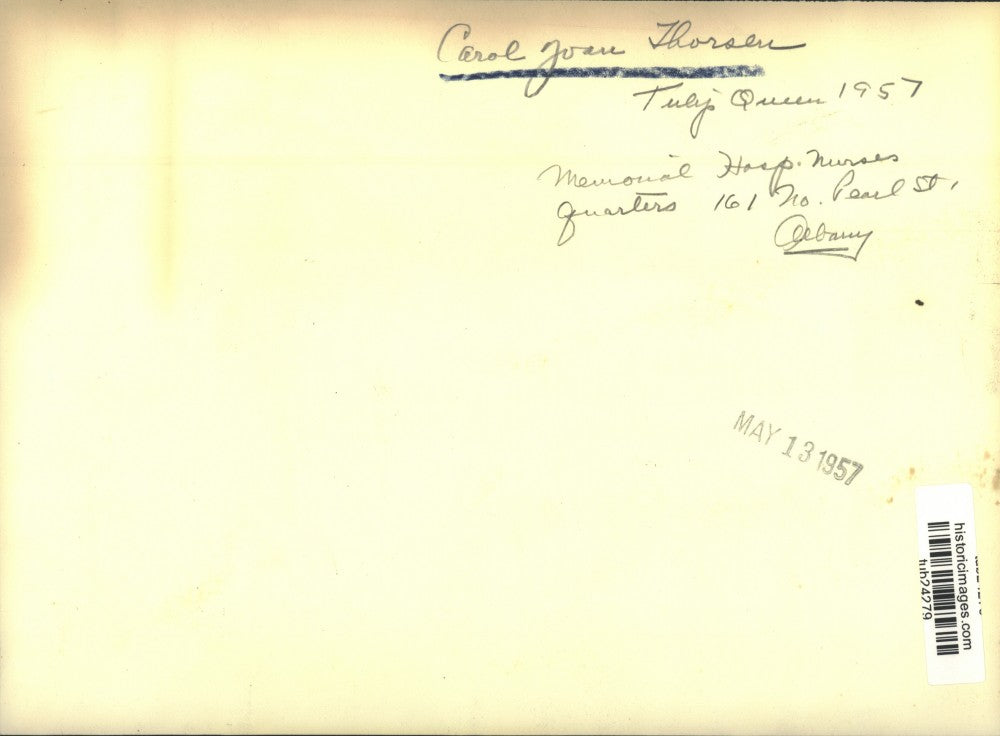 Carol Joan Thorsen
Tulip Queen 1957
Memorial Hosp. Nurses
quarters 161 No. Pearl St,
Albany
MAY 13 1957
historicimages.com
tub24279